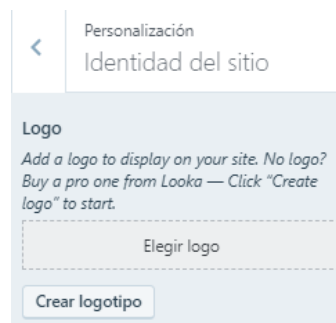 Personalización
Identidad del sitio
Logo
Add a logo to display on your site. No logo?
Buy a pro one from Looka — Click “Create
logo” to start.
Elegir logo
Crear logotipo